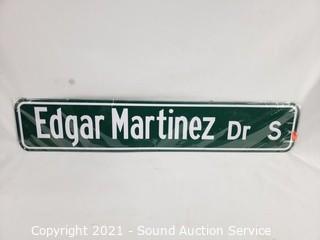 Edgar Martinez Dr S
Copyright 2021 - Sound Auction Service